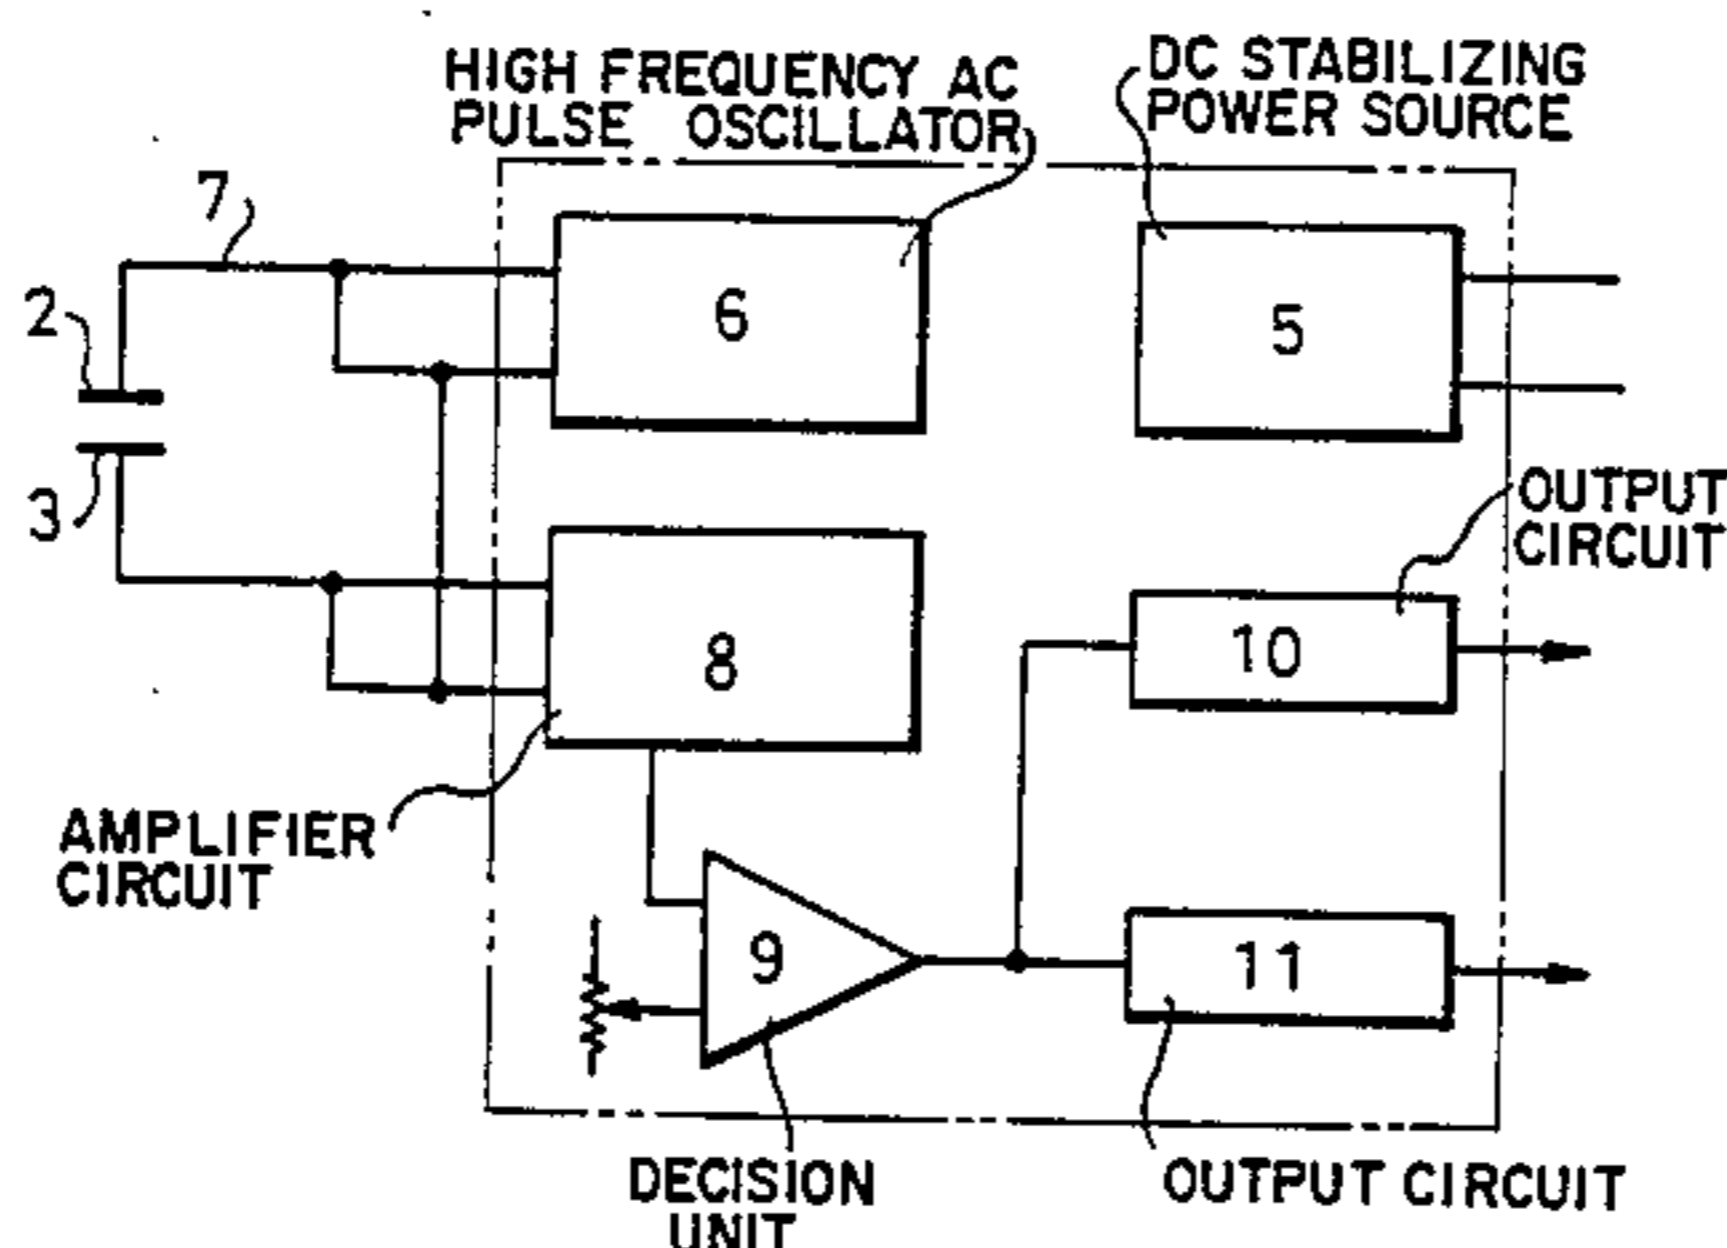 HIGH FREQUENCY AC
PULSE OSCILLATOR
DC STABILIZING
POWER SOURCE
7
2
6
5
3
OUTPUT
CIRCUIT
8
10
AMPLIFIER
CIRCUIT
9
11
DECISION
UNIT
OUTPUT CIRCUIT